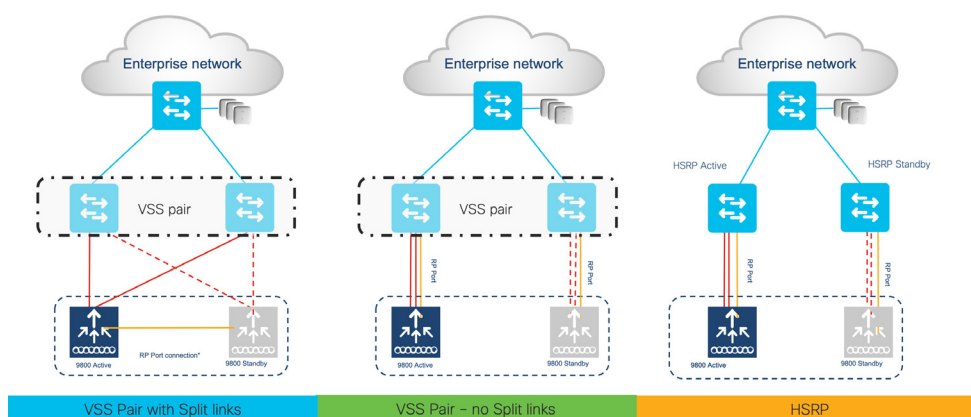 Enterprise network
VSS pair
RP Port connection*
9800 Active
9800 Standby
VSS Pair with Split links
Enterprise network
VSS pair
RP Port
RP Port
9800 Active
9800 Standby
VSS Pair – no Split links
Enterprise network
HSRP Active
HSRP Standby
RP Port
RP Port
9800 Active
9800 Standby
HSRP